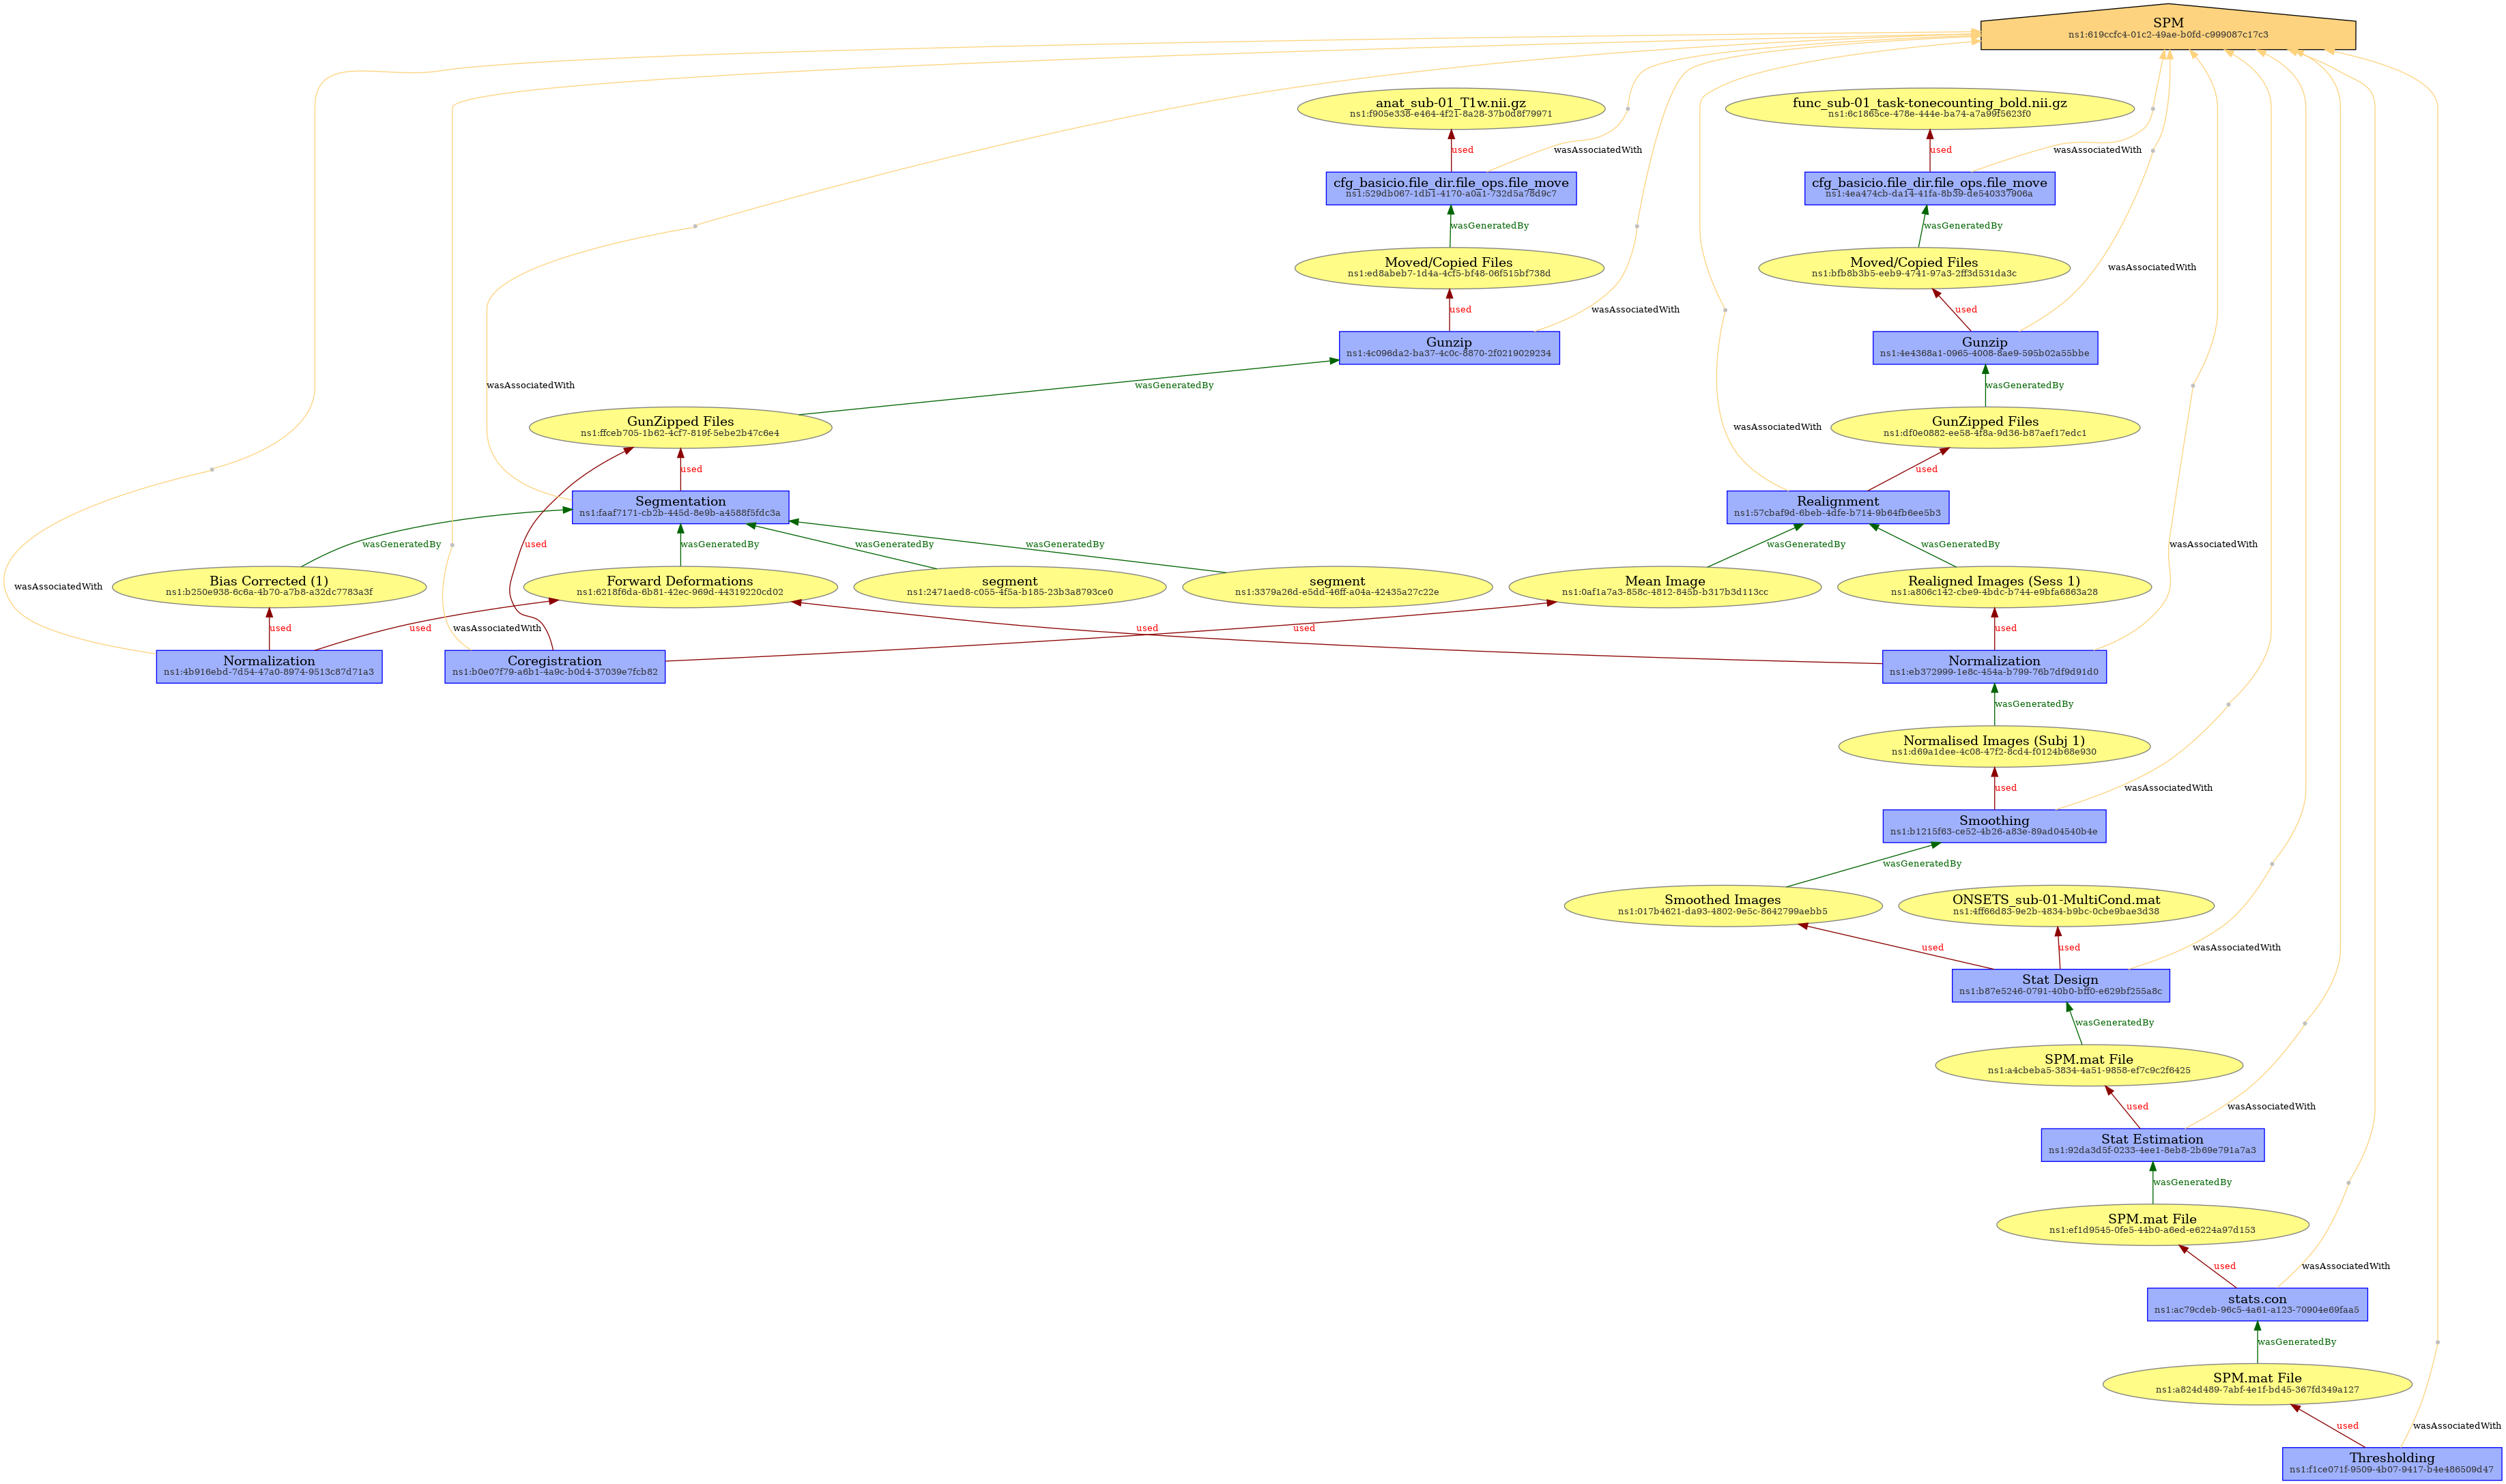 SPM
ns1:619ccfc4-01c2-49ae-b0fd-c999087c17c3
anat_sub-01_T1w.nii.gz
ns1:f905e338-e464-4f21-8a28-37b0d8f79971
func_sub-01_task-tonecounting_bold.nii.gz
ns1:6c1865ce-478e-444e-ba74-a7a99f5623f0
used
wasAssociatedWith
used
wasAssociatedWith
cfg_basicio.file_dir.file_ops.file_move
ns1:529db067-1db1-4170-a0a1-732d5a78d9c7
cfg_basicio.file_dir.file_ops.file_move
ns1:4ea474cb-da14-41fa-8b39-de540337906a
wasGeneratedBy
wasGeneratedBy
Moved/Copied Files
ns1:ed8abeb7-1d4a-4cf5-bf48-06f515bf738d
Moved/Copied Files
ns1:bfb8b3b5-eeb9-4741-97a3-2ff3d531da3c
wasAssociatedWith
used
wasAssociatedWith
used
Gunzip
ns1:4c096da2-ba37-4c0c-8870-2f0219029234
Gunzip
ns1:4e4368a1-0965-4008-8ae9-595b02a55bbe
wasAssociatedWith
wasGeneratedBy
wasGeneratedBy
GunZipped Files
ns1:ffceb705-1b62-4cf7-819f-5ebe2b47c6e4
wasAssociatedWith
GunZipped Files
ns1:df0e0882-ee58-4f8a-9d36-b87aef17edc1
used
used
Segmentation
ns1:faaf7171-cb2b-445d-8e9b-a4588f5fdc3a
Realignment
ns1:57cbaf9d-6beb-4dfe-b714-9b64fb6ee5b3
wasGeneratedBy
used
wasGeneratedBy
wasGeneratedBy
wasGeneratedBy
wasGeneratedBy
wasGeneratedBy
wasAssociatedWith
wasAssociatedWith
Bias Corrected (1)
ns1:b250e938-6c6a-4b70-a7b8-a32dc7783a3f
Forward Deformations
ns1:6218f6da-6b81-42ec-969d-44319220cd02
segment
ns1:2471aed8-c055-4f5a-b185-23b3a8793ce0
segment
ns1:3379a26d-e5dd-46ff-a04a-42435a27c22e
Mean Image
ns1:0af1a7a3-858c-4812-845b-b317b3d113cc
Realigned Images (Sess 1)
ns1:a806c142-cbe9-4bdc-b744-e9bfa6863a28
used
used
wasAssociatedWith
used
used
used
Normalization
ns1:4b916ebd-7d54-47a0-8974-9513c87d71a3
Coregistration
ns1:b0e07f79-a6b1-4a9c-b0d4-37039e7fcb82
Normalization
ns1:eb372999-1e8c-454a-b799-76b7df9d91d0
wasGeneratedBy
Normalised Images (Subj 1)
ns1:d69a1dee-4c08-47f2-8cd4-f0124b68e930
used
wasAssociatedWith
Smoothing
ns1:b1215f63-ce52-4b26-a83e-89ad04540b4e
wasGeneratedBy
Smoothed Images
ns1:017b4621-da93-4802-9e5c-8642799aebb5
ONSETS_sub-01-MultiCond.mat
ns1:4ff66d83-9e2b-4834-b9bc-0cbe9bae3d38
used
used
wasAssociatedWith
Stat Design
ns1:b87e5246-0791-40b0-bff0-e629bf255a8c
wasGeneratedBy
SPM.mat File
ns1:a4cbeba5-3834-4a51-9858-ef7c9c2f6425
used
wasAssociatedWith
Stat Estimation
ns1:92da3d5f-0233-4ee1-8eb8-2b69e791a7a3
wasGeneratedBy
SPM.mat File
ns1:ef1d9545-0fe5-44b0-a6ed-e6224a97d153
used
wasAssociatedWith
stats.con
ns1:ac79cdeb-96c5-4a61-a123-70904e69faa5
wasGeneratedBy
SPM.mat File
ns1:a824d489-7abf-4e1f-bd45-367fd349a127
used
wasAssociatedWith
Thresholding
ns1:f1ce071f-9509-4b07-9417-b4e486509d47